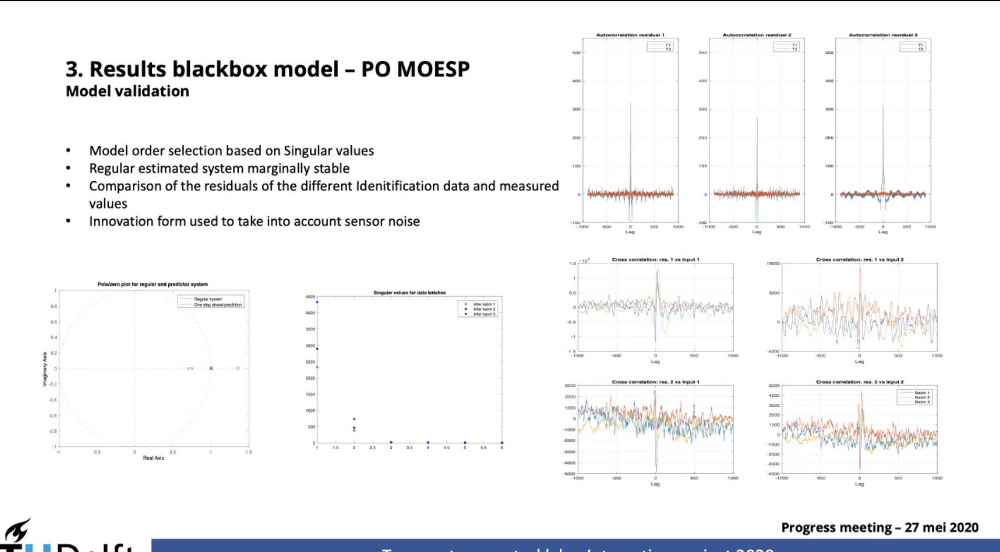 3. Results blackbox model – PO MOESP
Model validation
• Model order selection based on Singular values
• Regular estimated system marginally stable
• Comparison of the residuals of the different Idenitification data and measured
values
• Innovation form used to take into account sensor noise
Autocorrelation residual 1
T1
T2
500
400
300
200
100
0
-100
-1000 -500 0 500 1000
Lag
Autocorrelation residual 2
T1
T2
500
400
300
200
100
0
-100
-1000 -500 0 500 1000
Lag
Autocorrelation residual 3
T1
T2
500
400
300
200
100
0
-100
-1000 -500 0 500 1000
Lag
Cross correlation: res. 1 vs input 1
1.5
1
0.5
0
-0.5
-1
-1.5
-1000 -500 0 500 1000
Lag
Cross correlation: res. 1 vs input 2
10000
5000
0
-5000
-1000 -500 0 500 1000
Lag
Pole/zero plot for regular and predictor system
Regular system
One step ahead prediction
1
0.8
0.6
0.4
0.2
0
-0.2
-0.4
-0.6
-0.8
-1
-1 -0.5 0 0.5 1 1.5
Imaginary Axis
Real Axis
Singular values for data batches
After batch 1
After batch 2
After batch 3
4500
4000
3500
3000
2500
2000
1500
1000
500
0
1 1.5 2 2.5 3 3.5 4 4.5 5 5.5 6
Cross correlation: res. 2 vs input 1
3000
2000
1000
0
-1000
-2000
-3000
-4000
-5000
-1000 -500 0 500 1000
Lag
Cross correlation: res. 2 vs input 2
Batch 1
Batch 2
Batch 3
5000
4000
3000
2000
1000
0
-1000
-2000
-3000
-4000
-1000 -500 0 500 1000
Lag
Progress meeting – 27 mei 2020
TUDelft